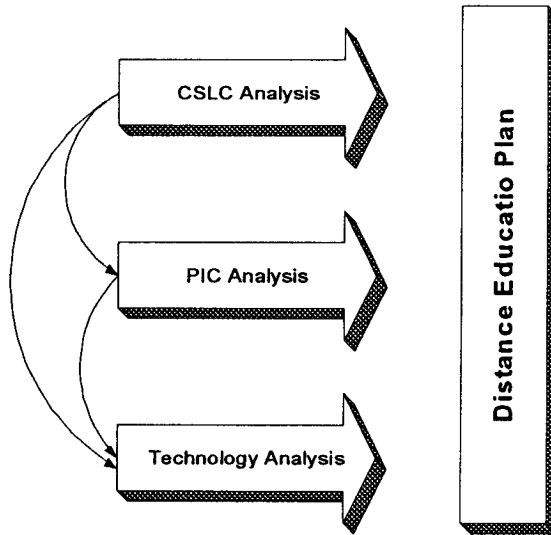 CSLC Analysis
PIC Analysis
Technology Analysis
Distance Educatio Plan